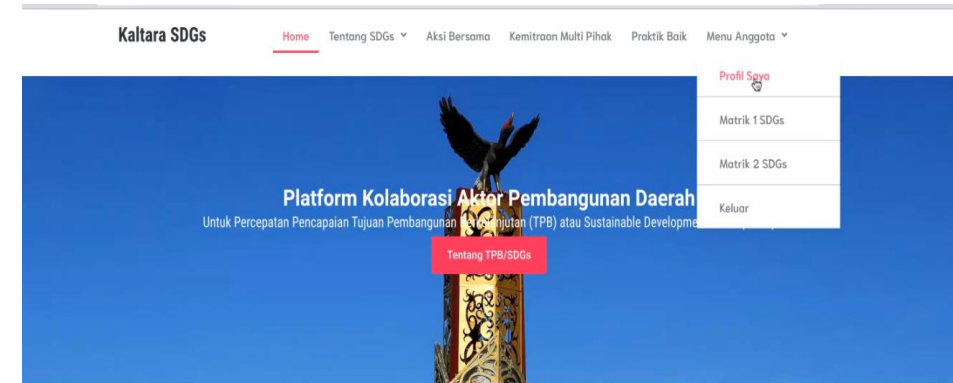 Kaltara SDGs
Home Tentang SDGs Aksi Bersama Kemitraan Multi Pihak Praktik Baik Menu Anggota
Profil Saya
Matrik 1 SDGs
Matrik 2 SDGs
Keluar
Platform Kolaborasi Aktor Pembangunan Daerah
Untuk Percepatan Pencapaian Tujuan Pembangunan Berkelanjutan (TPB) atau Sustainable Developme
Tentang TPB/SDGs